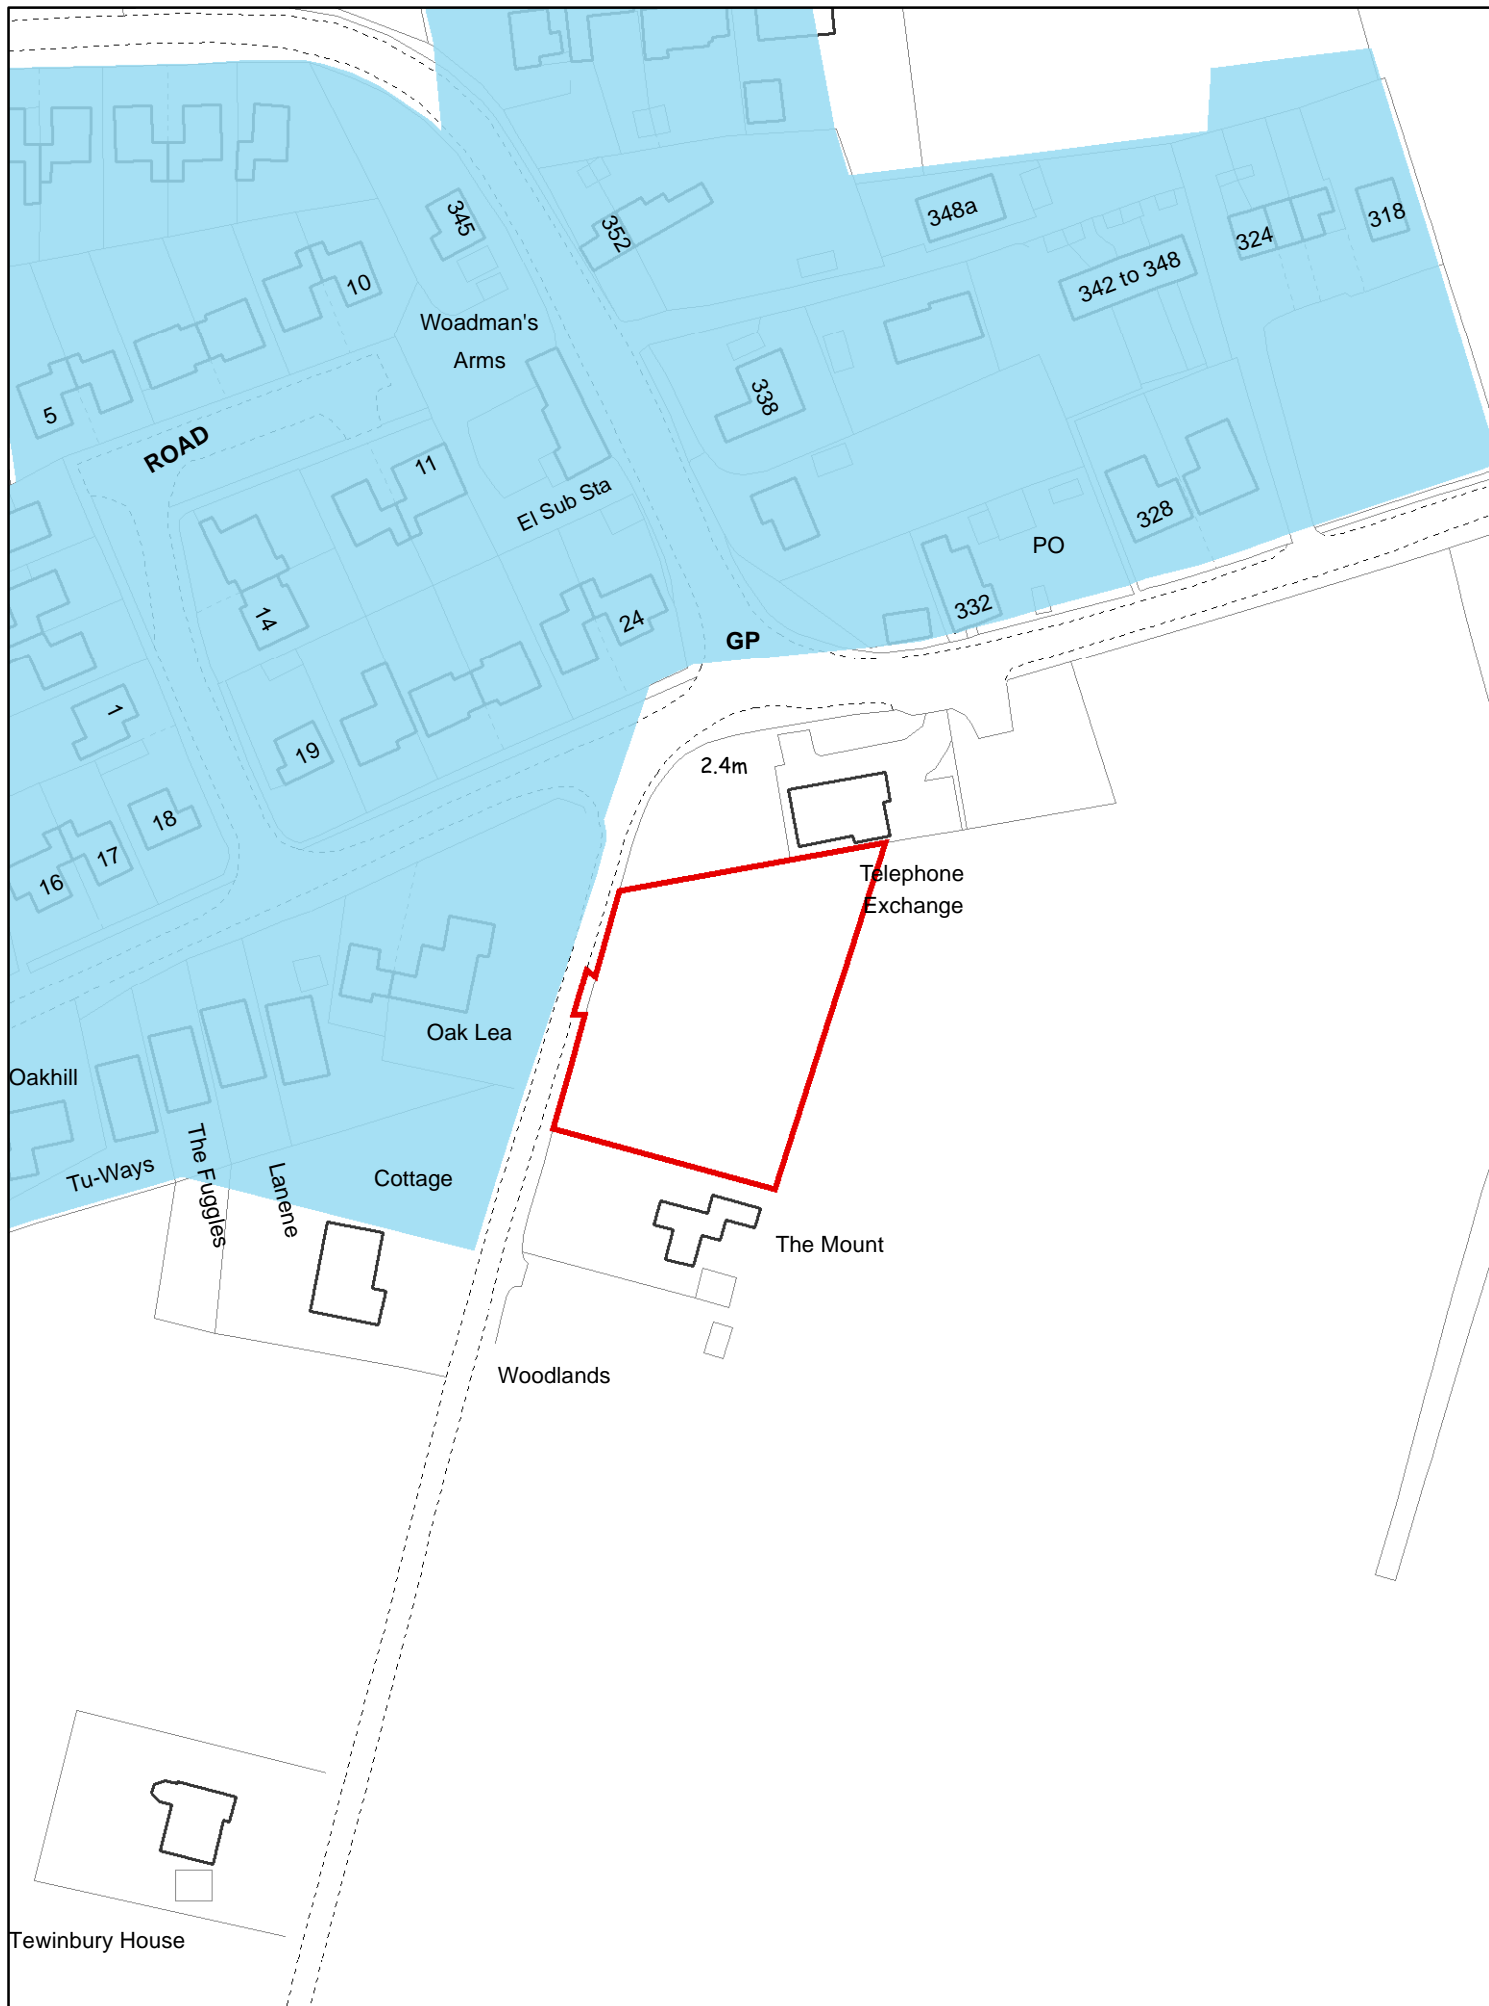 345
352
348a
318
324
342 to 348
10
Woadman's
Arms
338
5
ROAD
11
El Sub Sta
328
PO
332
14
24
GP
1
19
2.4m
18
17
16
Telephone
Exchange
Oak Lea
Oakhill
Tu-Ways
The Fuggles
Lanene
Cottage
The Mount
Woodlands
Tewinbury House